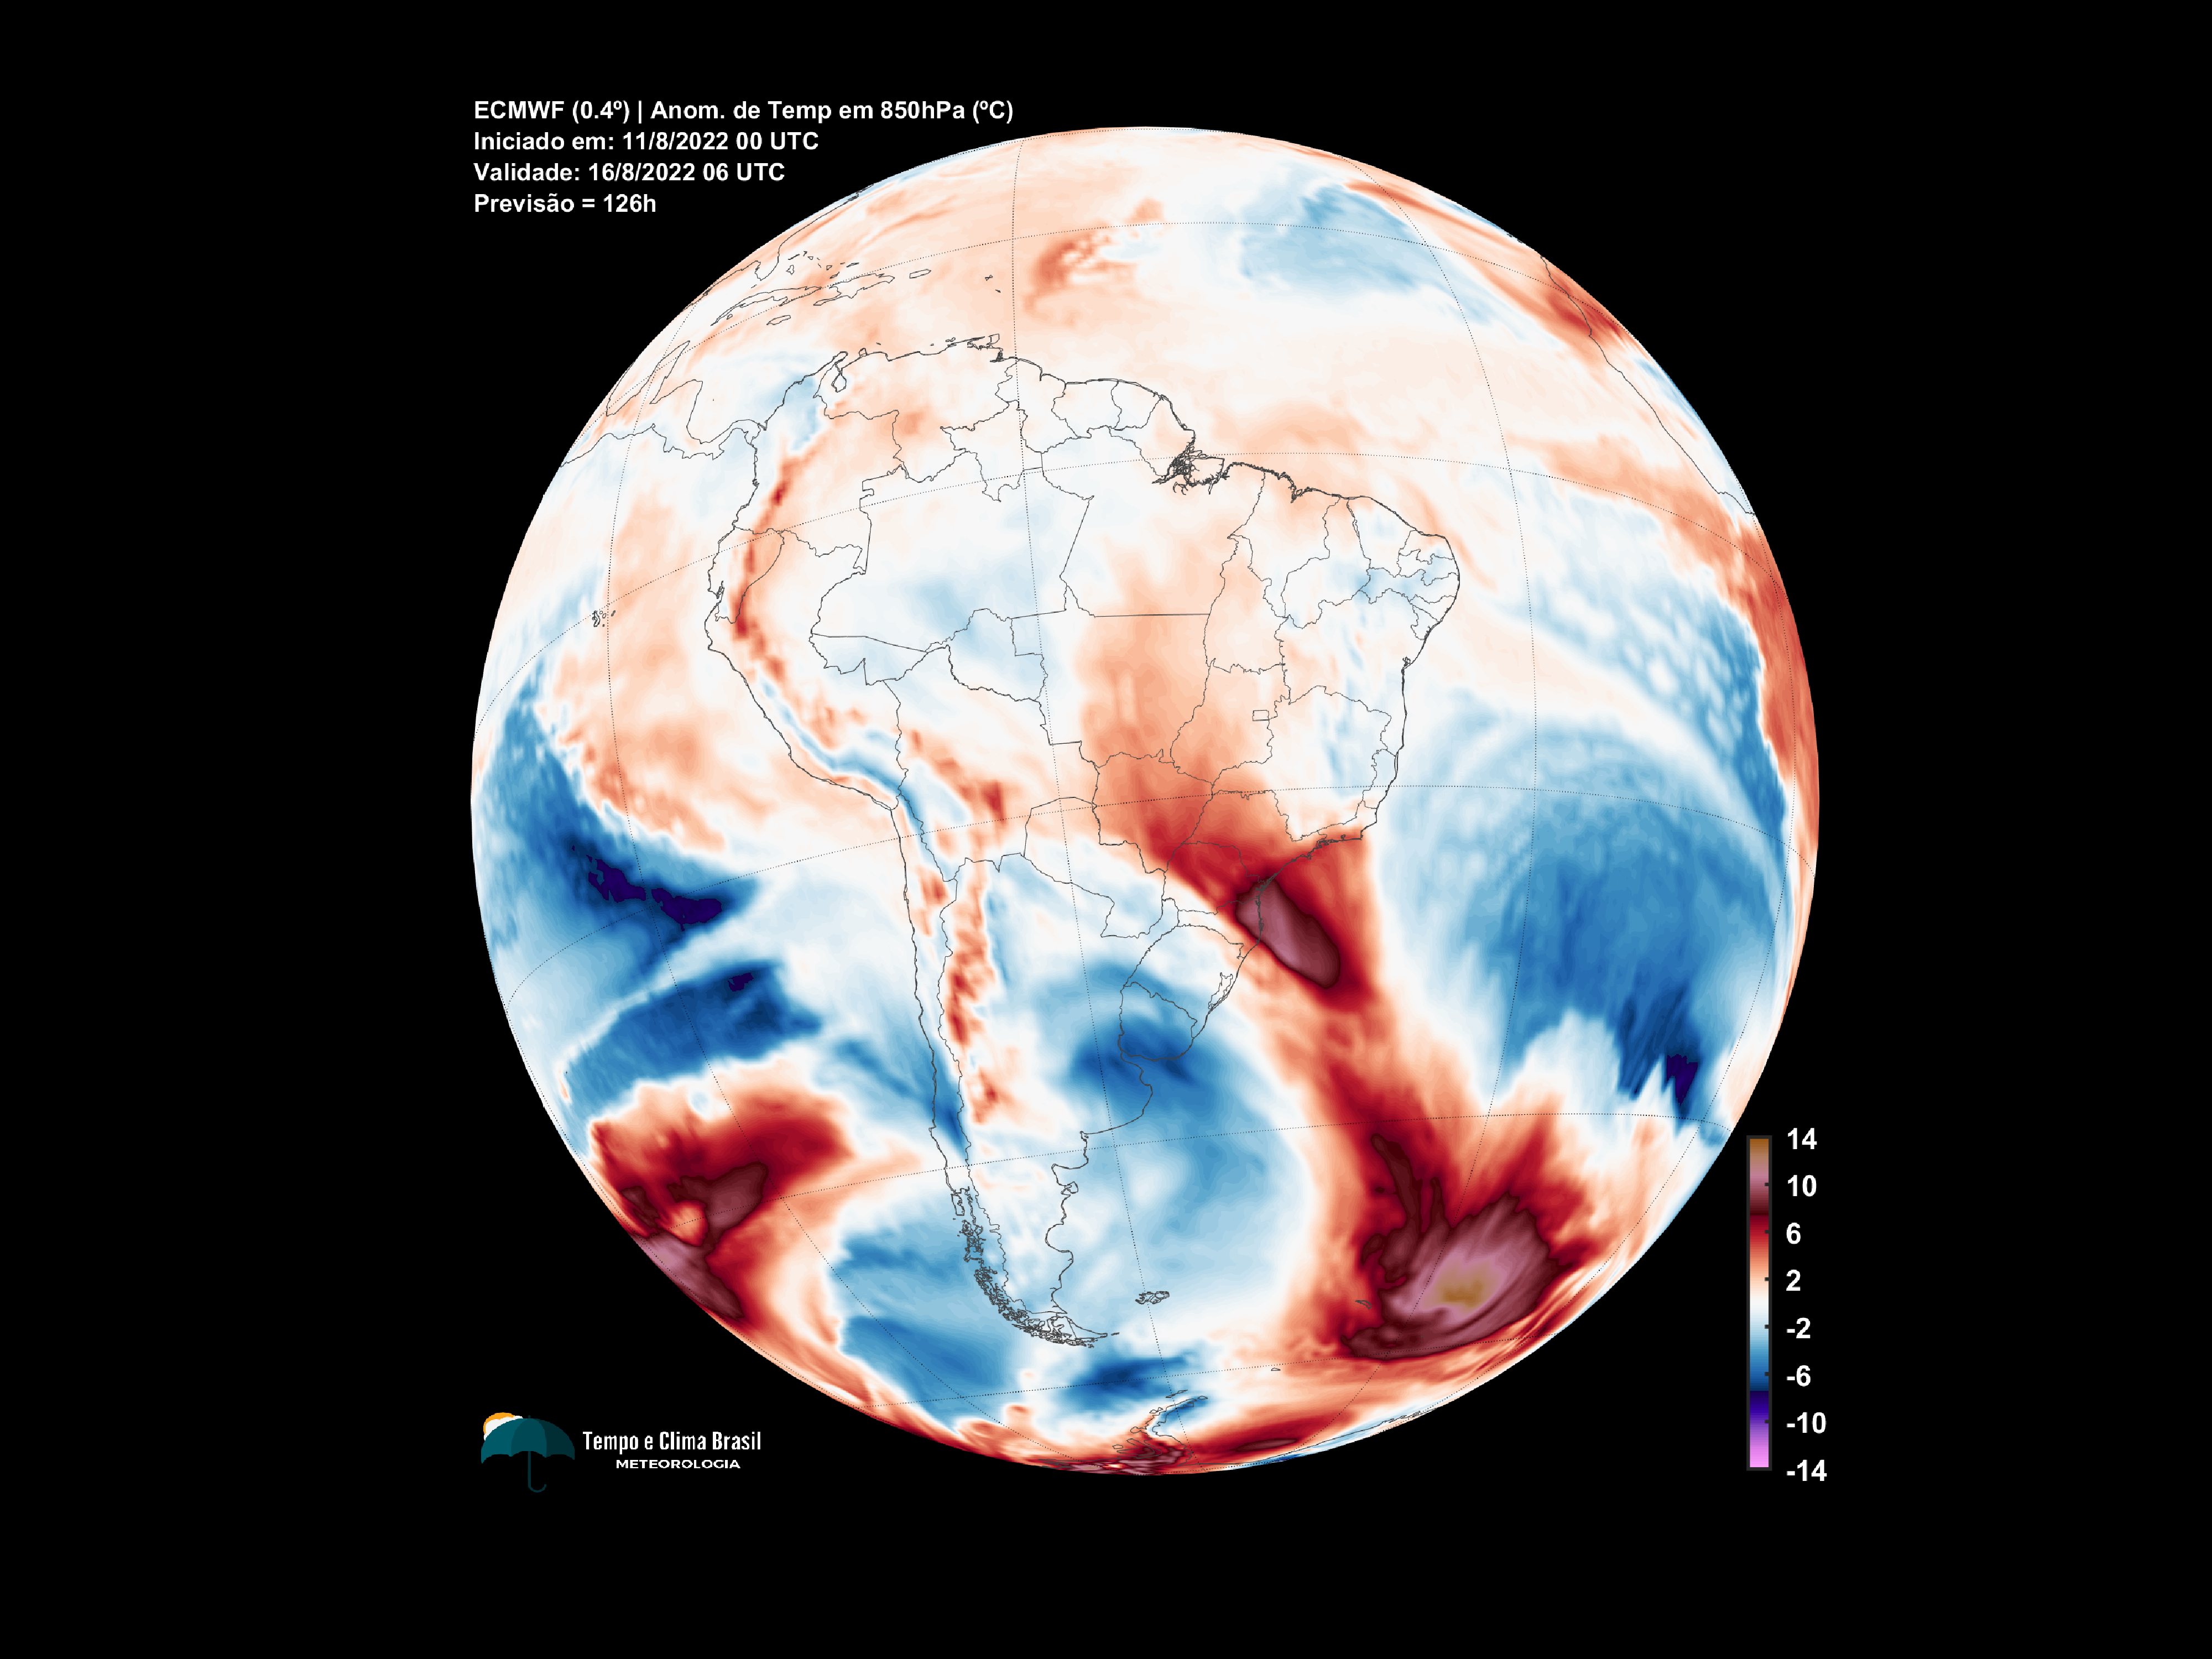 ECMWF (0.4º) | Anom. de Temp em 850hPa (ºC)
Iniciado em: 11/8/2022 00 UTC
Validade: 16/8/2022 06 UTC
Previsão = 126h
14
10
6
2
-2
-6
-10
-14
Tempo e Clima Brasil
METEOROLOGIA